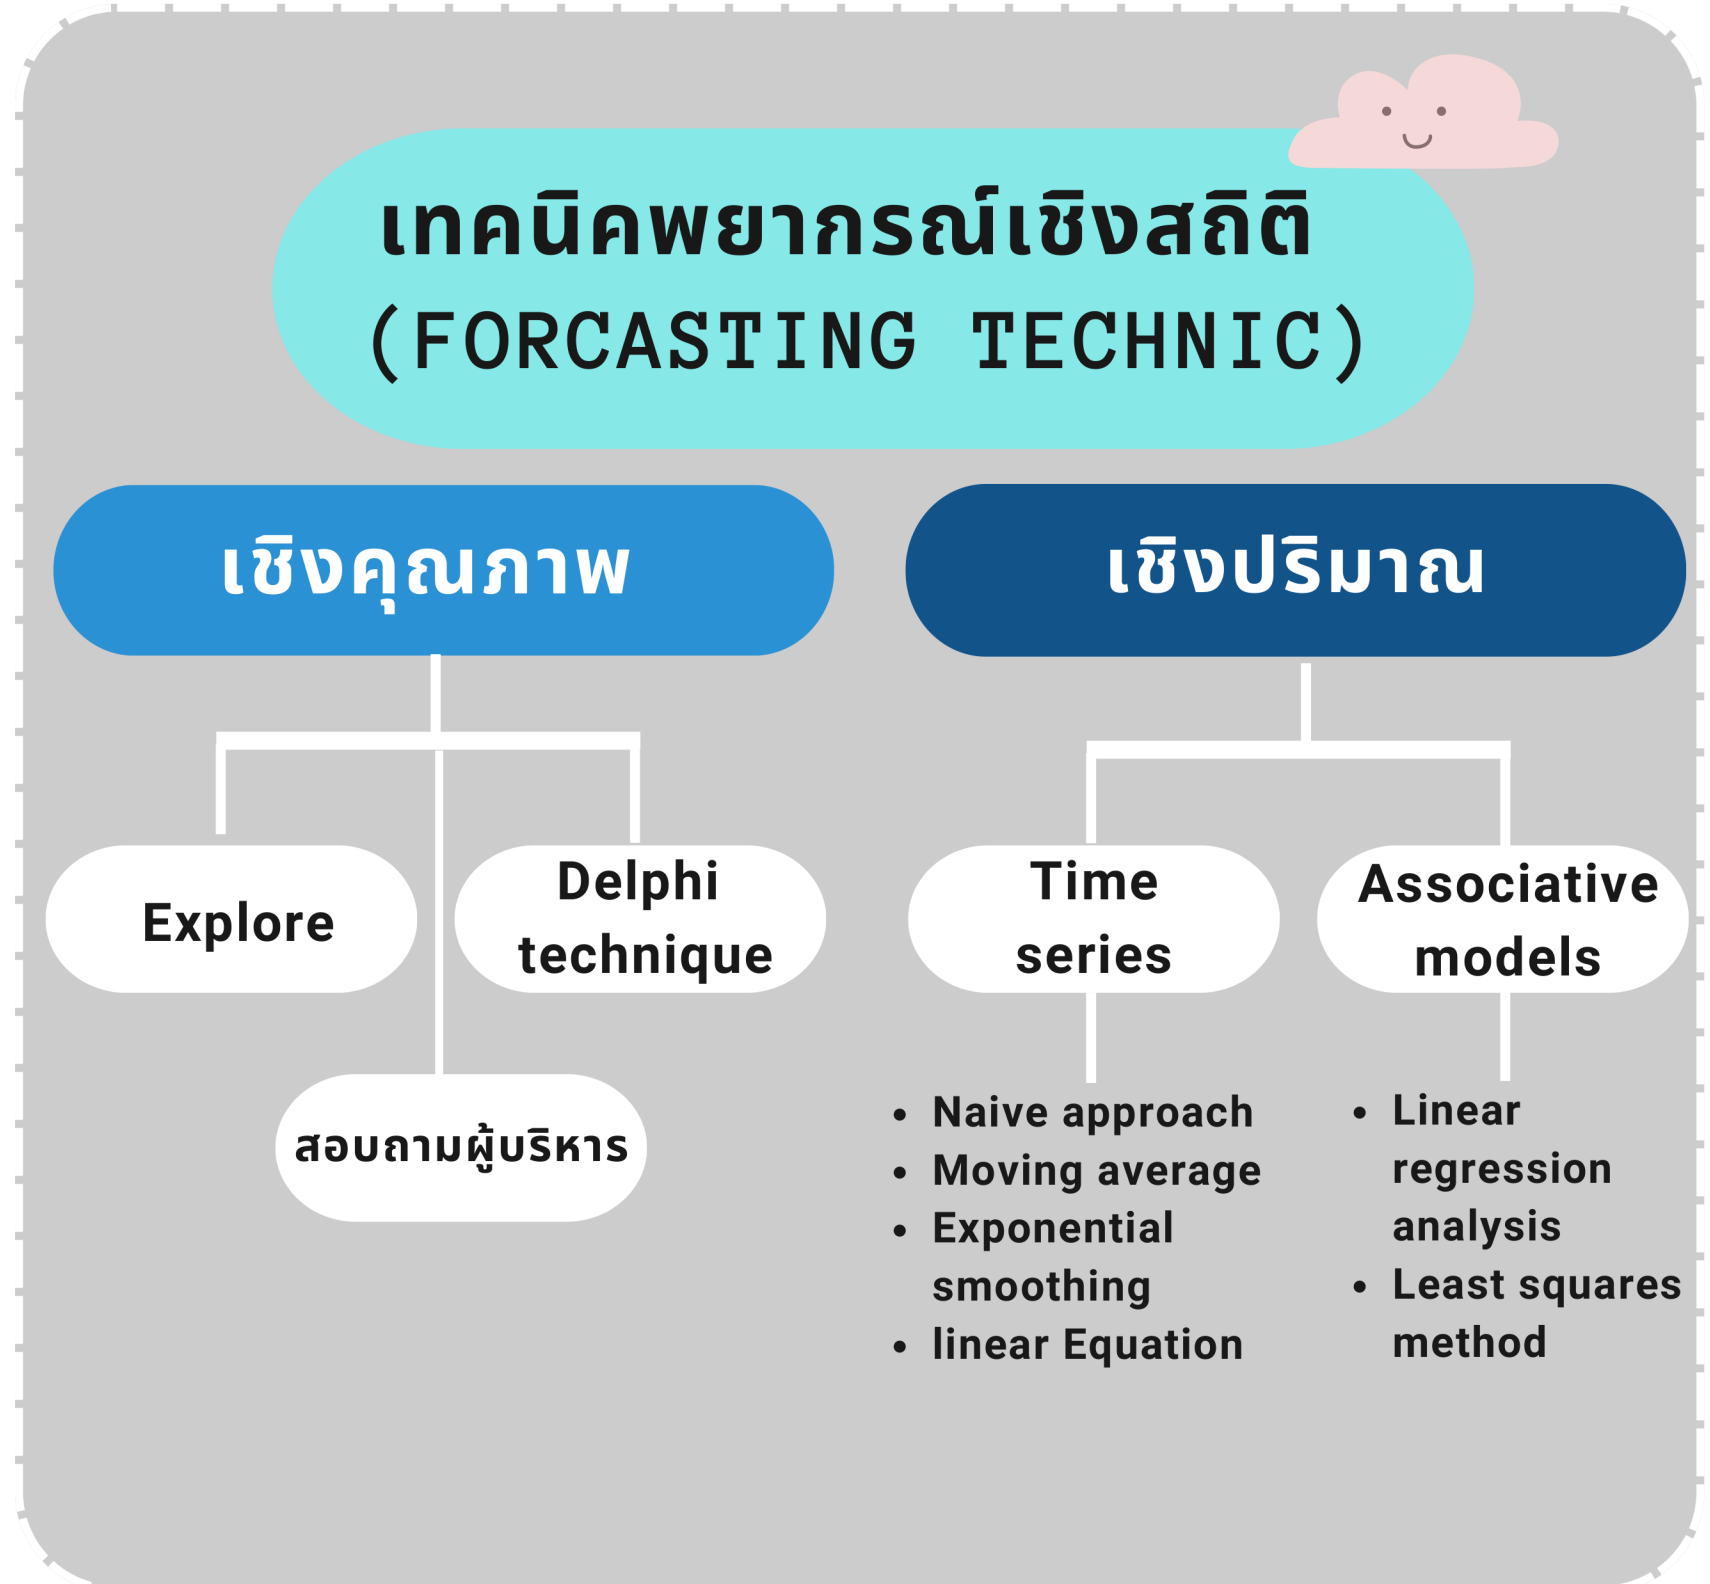 เทคนิคพยากรณ์เชิงสถิติ
(FORCASTING TECHNIC)
เชิงคุณภาพ
เชิงปริมาณ
Explore
Delphi
technique
สอบถามผู้บริหาร
Time
series
Associative
models
• Naive approach
• Moving average
• Exponential
smoothing
• linear Equation
• Linear
regression
analysis
• Least squares
method